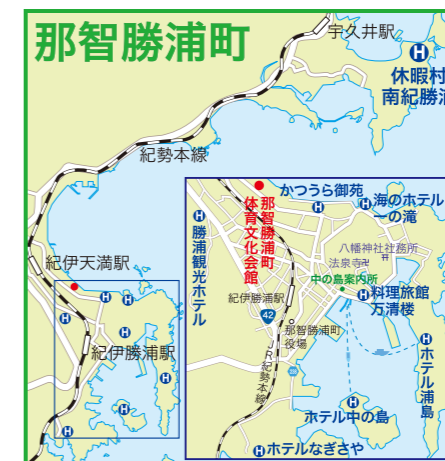 那智勝浦町
宇久井駅
H
休暇村
南紀勝浦
紀勝本線
紀伊天満駅
紀伊勝浦駅
かつうら御苑
海のホテル
一の滝
那智勝浦町
体育文化会館
勝浦観光ホテル
八幡神社社務所
法泉寺
中の島案内所
紀伊勝浦駅
料理旅館
万清楼
42
那智勝浦町
役場
JR紀勢本線
ホテル浦島
ホテル中の島
ホテルなぎさや